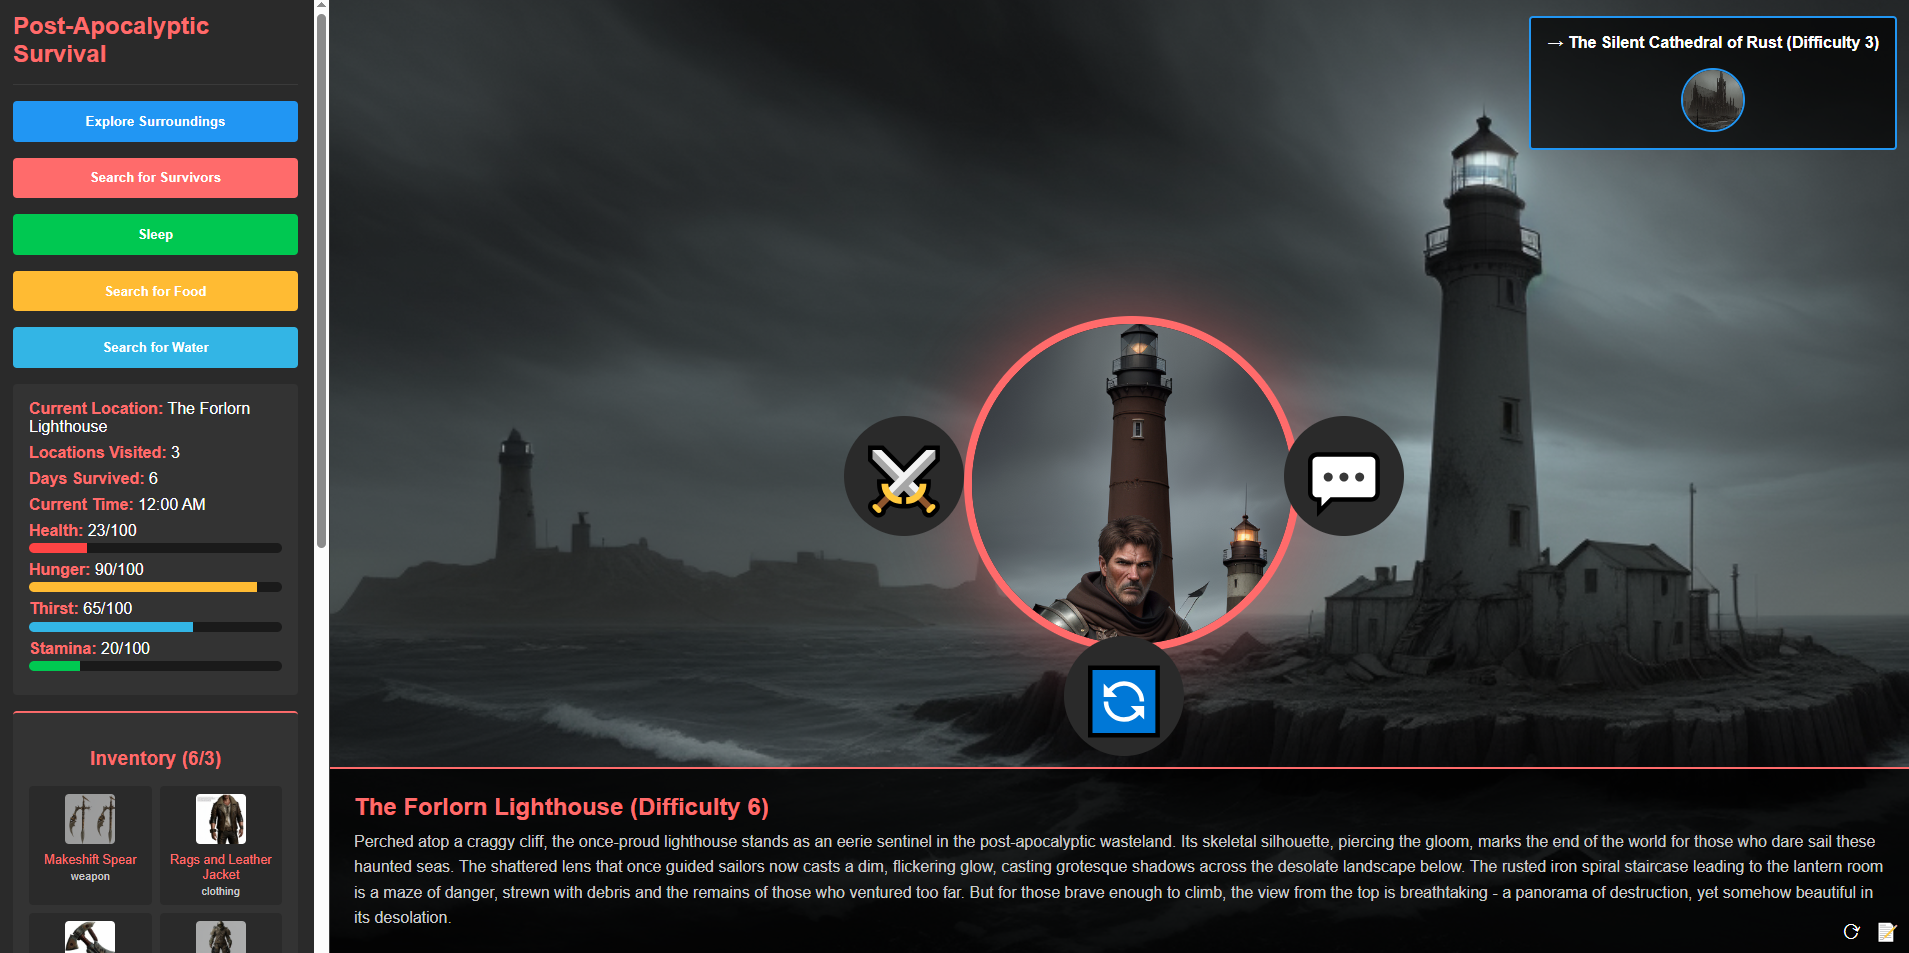 Post-Apocalyptic
Survival
Explore Surroundings
Search for Survivors
Sleep
Search for Food
Search for Water
Current Location: The Forlorn
Lighthouse
Locations Visited: 3
Days Survived: 6
Current Time: 12:00 AM
Health: 23/100
Hunger: 90/100
Thirst: 65/100
Stamina: 20/100
Inventory (6/3)
Makeshift Spear
weapon
Rags and Leather
Jacket
clothing
→ The Silent Cathedral of Rust (Difficulty 3)
The Forlorn Lighthouse (Difficulty 6)
Perched atop a craggy cliff, the once-proud lighthouse stands as an eerie sentinel in the post-apocalyptic wasteland. Its skeletal silhouette, piercing the gloom, marks the end of the world for those who dare sail these
haunted seas. The shattered lens that once guided sailors now casts a dim, flickering glow, casting grotesque shadows across the desolate landscape below. The rusted iron spiral staircase leading to the lantern room
is a maze of danger, strewn with debris and the remains of those who ventured too far. But for those brave enough to climb, the view from the top is breathtaking - a panorama of destruction, yet somehow beautiful in
its desolation.